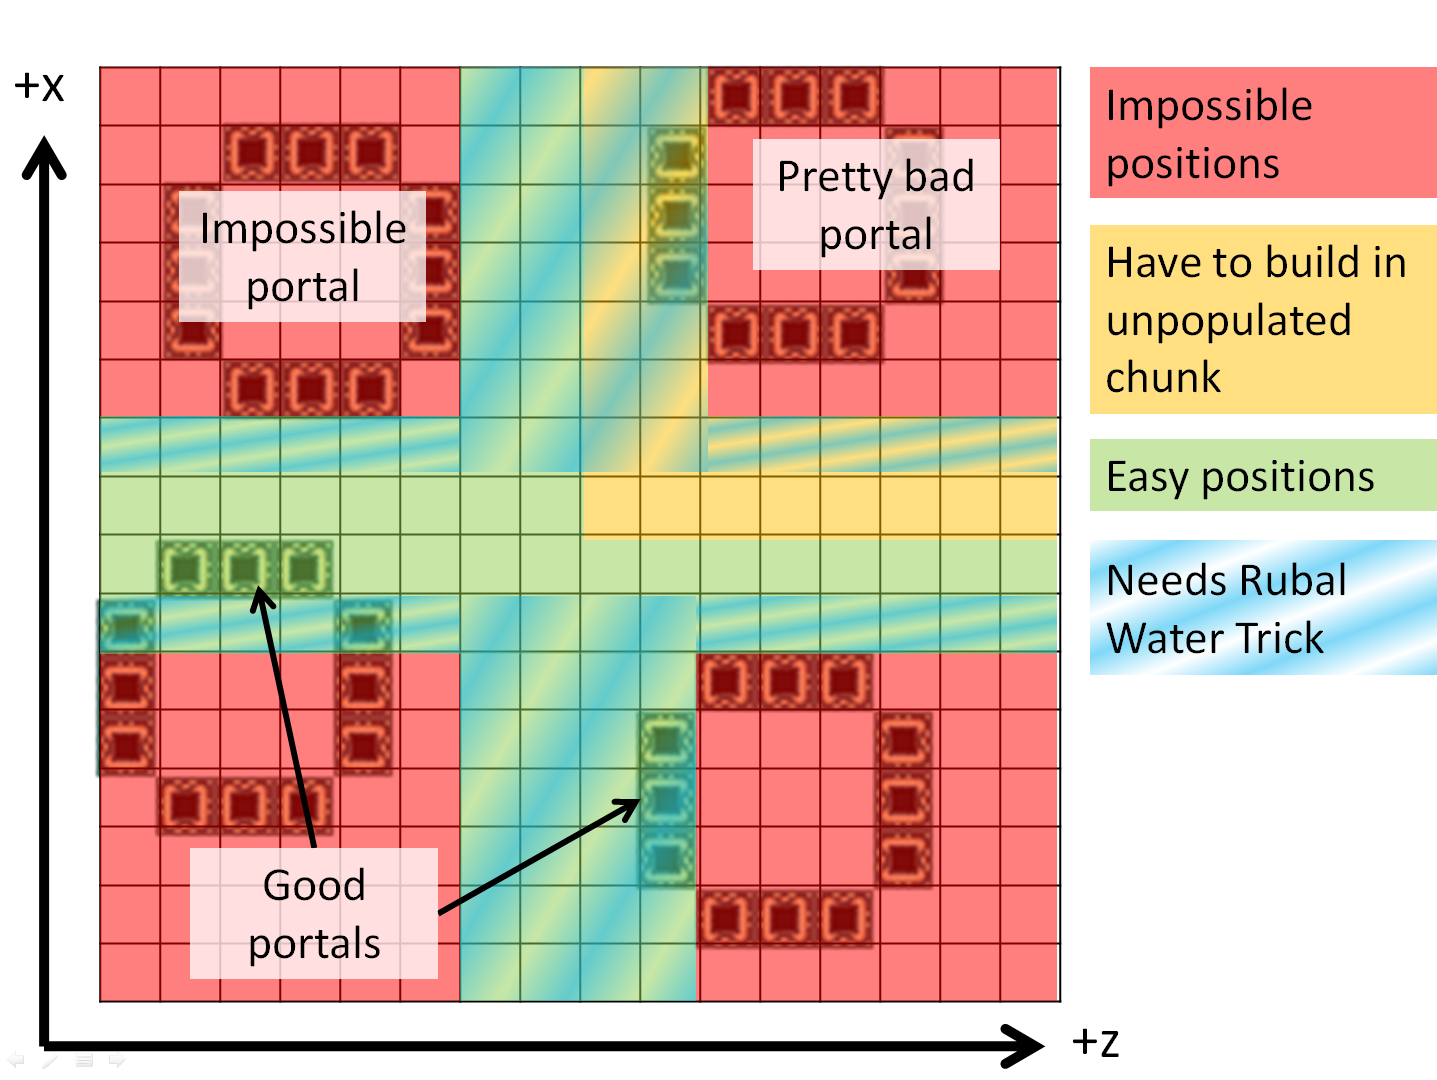 +x
Impossible
positions
Pretty bad
portal
Impossible
portal
Have to build in
unpopulated
chunk
Easy positions
Needs Rubal
Water Trick
Good
portals
+z